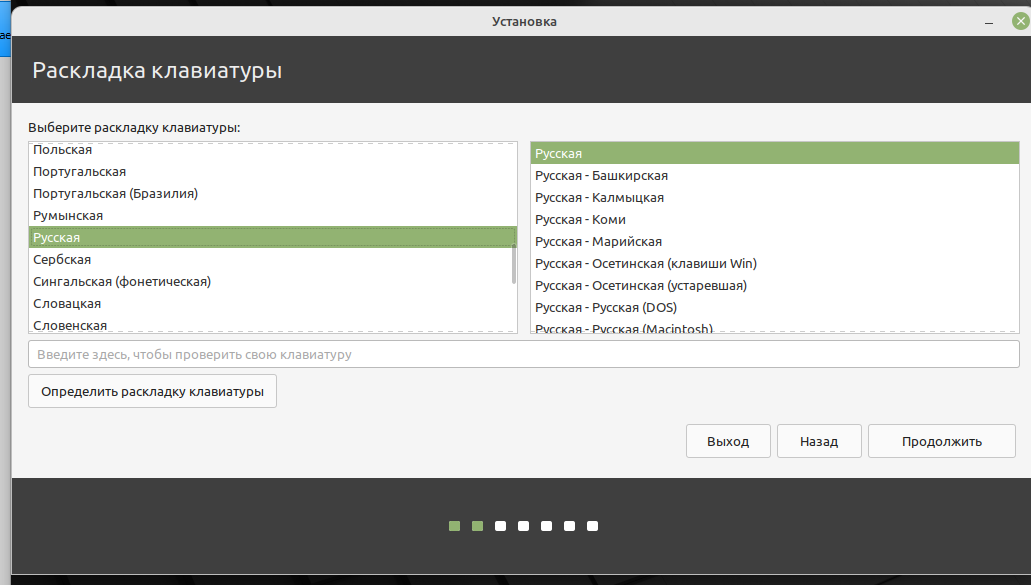 Установка
ае
Раскладка клавиатуры
Выберите раскладку клавиатуры:
Польская
Португальская
Португальская (Бразилия)
Румынская
Русская
Сербская
Сингальская (фонетическая)
Словацкая
Словенская
Русская
Русская - Башкирская
Русская - Калмыцкая
Русская - Коми
Русская - Марийская
Русская - Осетинская (клавиши Win)
Русская - Осетинская (устаревшая)
Русская - Русская (DOS)
Русская - Русская (Macintosh)
Введите здесь, чтобы проверить свою клавиатуру
Определить раскладку клавиатуры
Выход
Назад
Продолжить